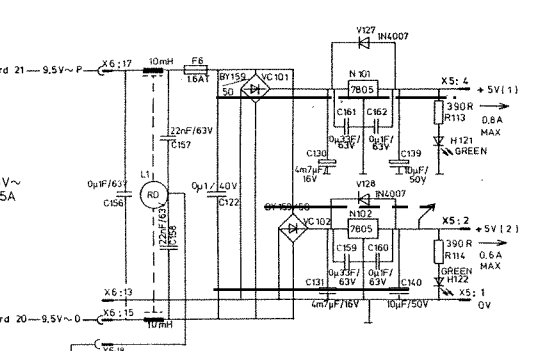 V127
1N4007
10mH
F6
1.6AT
rd 21 — 9,5V~ P
X6:17
BY159
50
VC101
N101
7805
X5:4
+5V(1)
390R
R113
0.8A
MAX
22nF/63V
C157
C161
C162
0µ33F/
63V
0µ1F/
63V
H121
GREEN
C130
4m7µF/
16V
C139
10µF/
50V
V~
5A
0µ1F/63V
C156
L1
RD
0µ1/40V
C122
V128
1N4007
BY159/50
VC102
N102
7805
X5:2
+5V(2)
22nF/63V
C158
C159
C160
0µ33F/
63V
0µ1F/
63V
390R
R114
0.6A
MAX
GREEN
H122
C131
4m7µF/16V
C140
10µF/50V
X6:13
X5:1
0V
rd 20 — 9,5V~ 0
X6:15
10mH
X6:18